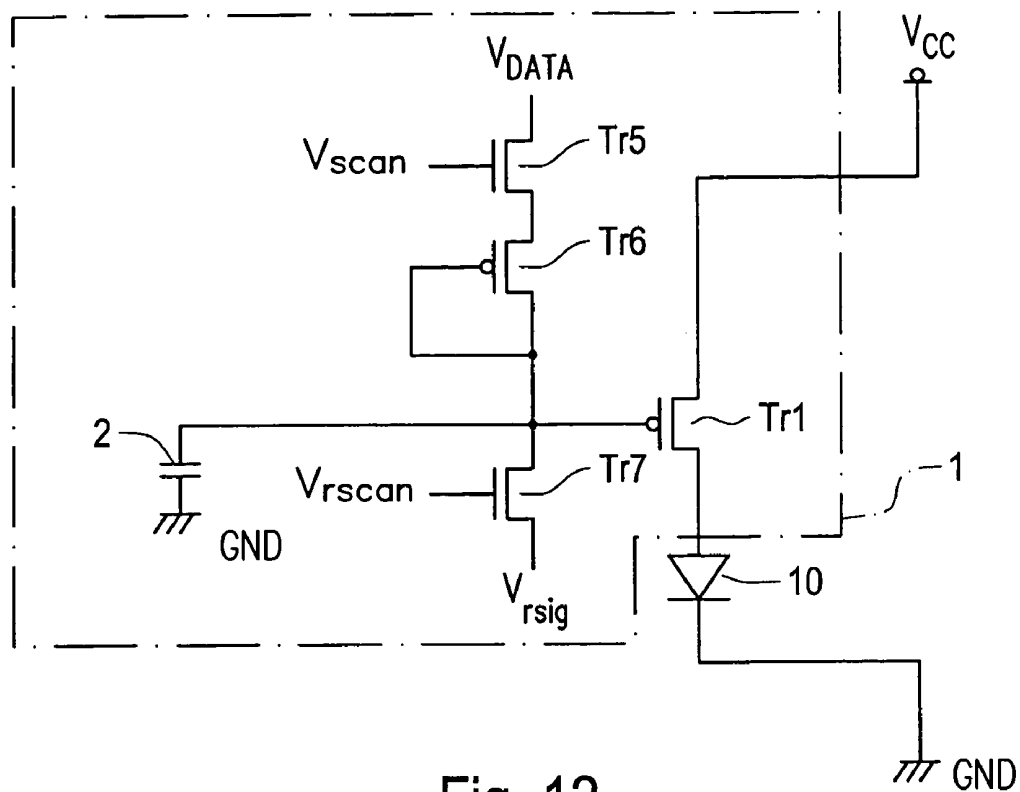 VCC
VDATA
Tr5
Vscan
Tr6
Tr1
2
Tr7
Vrscan
1
GND
10
Vrsig
GND
Fig. 12